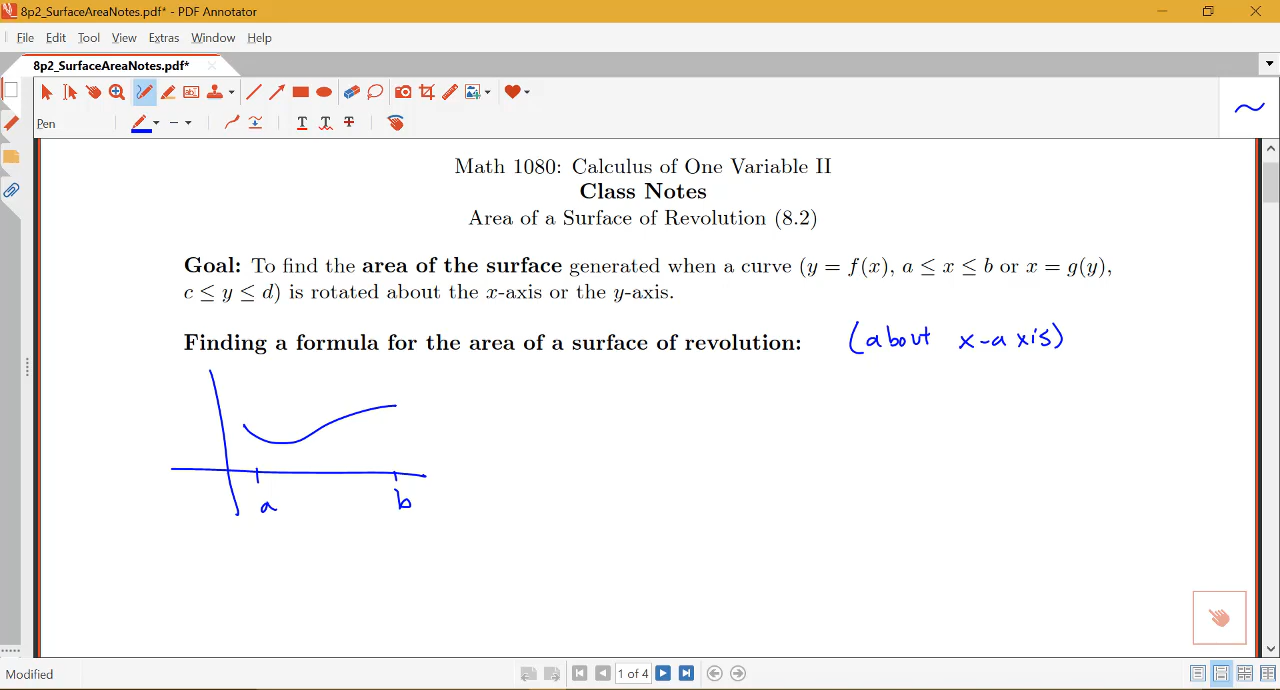 8p2_SurfaceAreaNotes.pdf* - PDF Annotator
File Edit Tool View Extras Window Help
8p2_SurfaceAreaNotes.pdf*
Pen
Math 1080: Calculus of One Variable II
Class Notes
Area of a Surface of Revolution (8.2)
Goal: To find the area of the surface generated when a curve (y = f(x), a ≤ x ≤ b or x = g(y),
c ≤ y ≤ d) is rotated about the x-axis or the y-axis.
Finding a formula for the area of a surface of revolution: (about x-axis)
a b
Modified
1 of 4